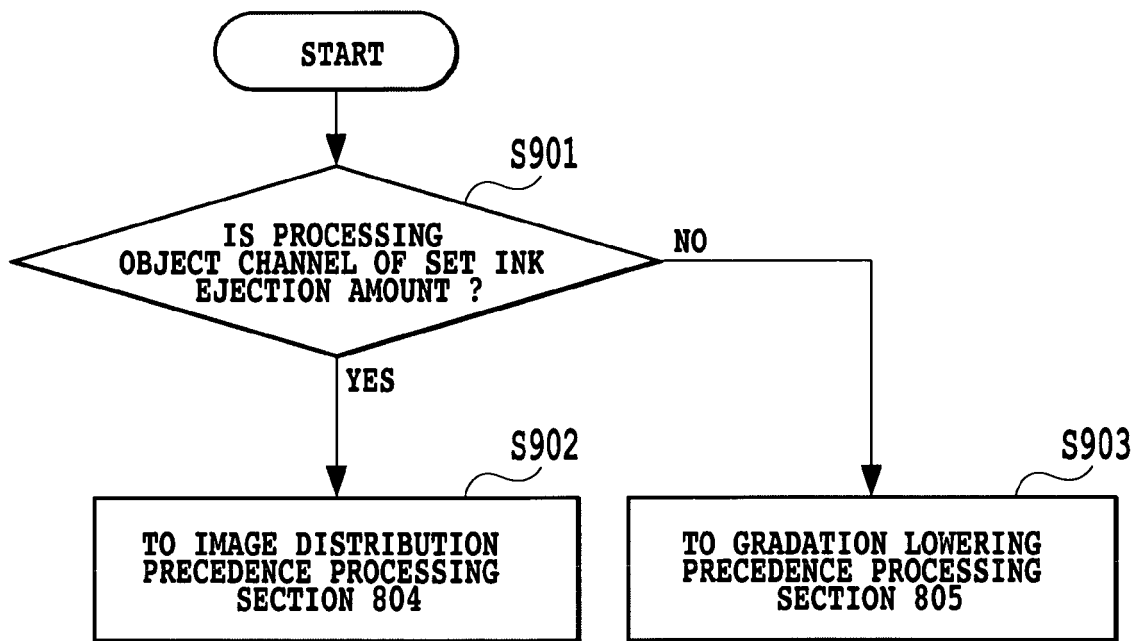 START
S901
IS PROCESSING
OBJECT CHANNEL OF SET INK
EJECTION AMOUNT ?
NO
YES
S902
TO IMAGE DISTRIBUTION
PRECEDENCE PROCESSING
SECTION 804
S903
TO GRADATION LOWERING
PRECEDENCE PROCESSING
SECTION 805